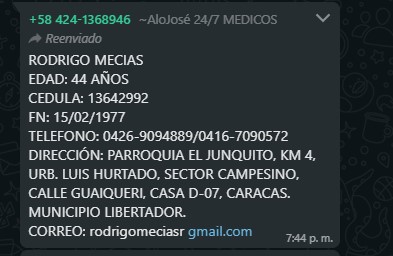 +58 424-1368946 ~AloJosé 24/7 MEDICOS
Reenviado
RODRIGO MECIAS
EDAD: 44 AÑOS
CEDULA: 13642992
FN: 15/02/1977
TELEFONO: 0426-9094889/0416-7090572
DIRECCIÓN: PARROQUIA EL JUNQUITO, KM 4,
URB. LUIS HURTADO, SECTOR CAMPESINO,
CALLE GUAIQUERI, CASA D-07, CARACAS.
MUNICIPIO LIBERTADOR.
CORREO: rodrigomeciasr gmail.com
7:44 p. m.